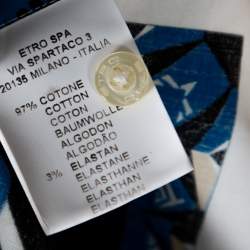 ETRO SPA
VIA SPARTACO 3
20135 MILANO - ITALIA
97% COTONE
COTTON
COTON
BAUMWOLLE
ALGODON
ALGODÃO
3% ELASTAN
ELASTANE
ELASTHANNE
ELASTHAN
ELASTAN